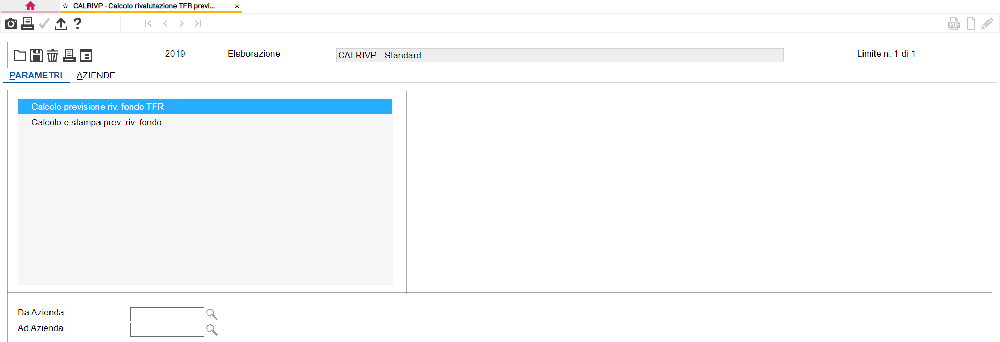 CALRIVP - Calcolo rivalutazione TFR previ...
PDF
2019
Elaborazione
CALRIVP - Standard
Limite n. 1 di 1
PARAMETRI
AZIENDE
Calcolo previsione riv. fondo TFR
Calcolo e stampa prev. riv. fondo
Da Azienda
Ad Azienda